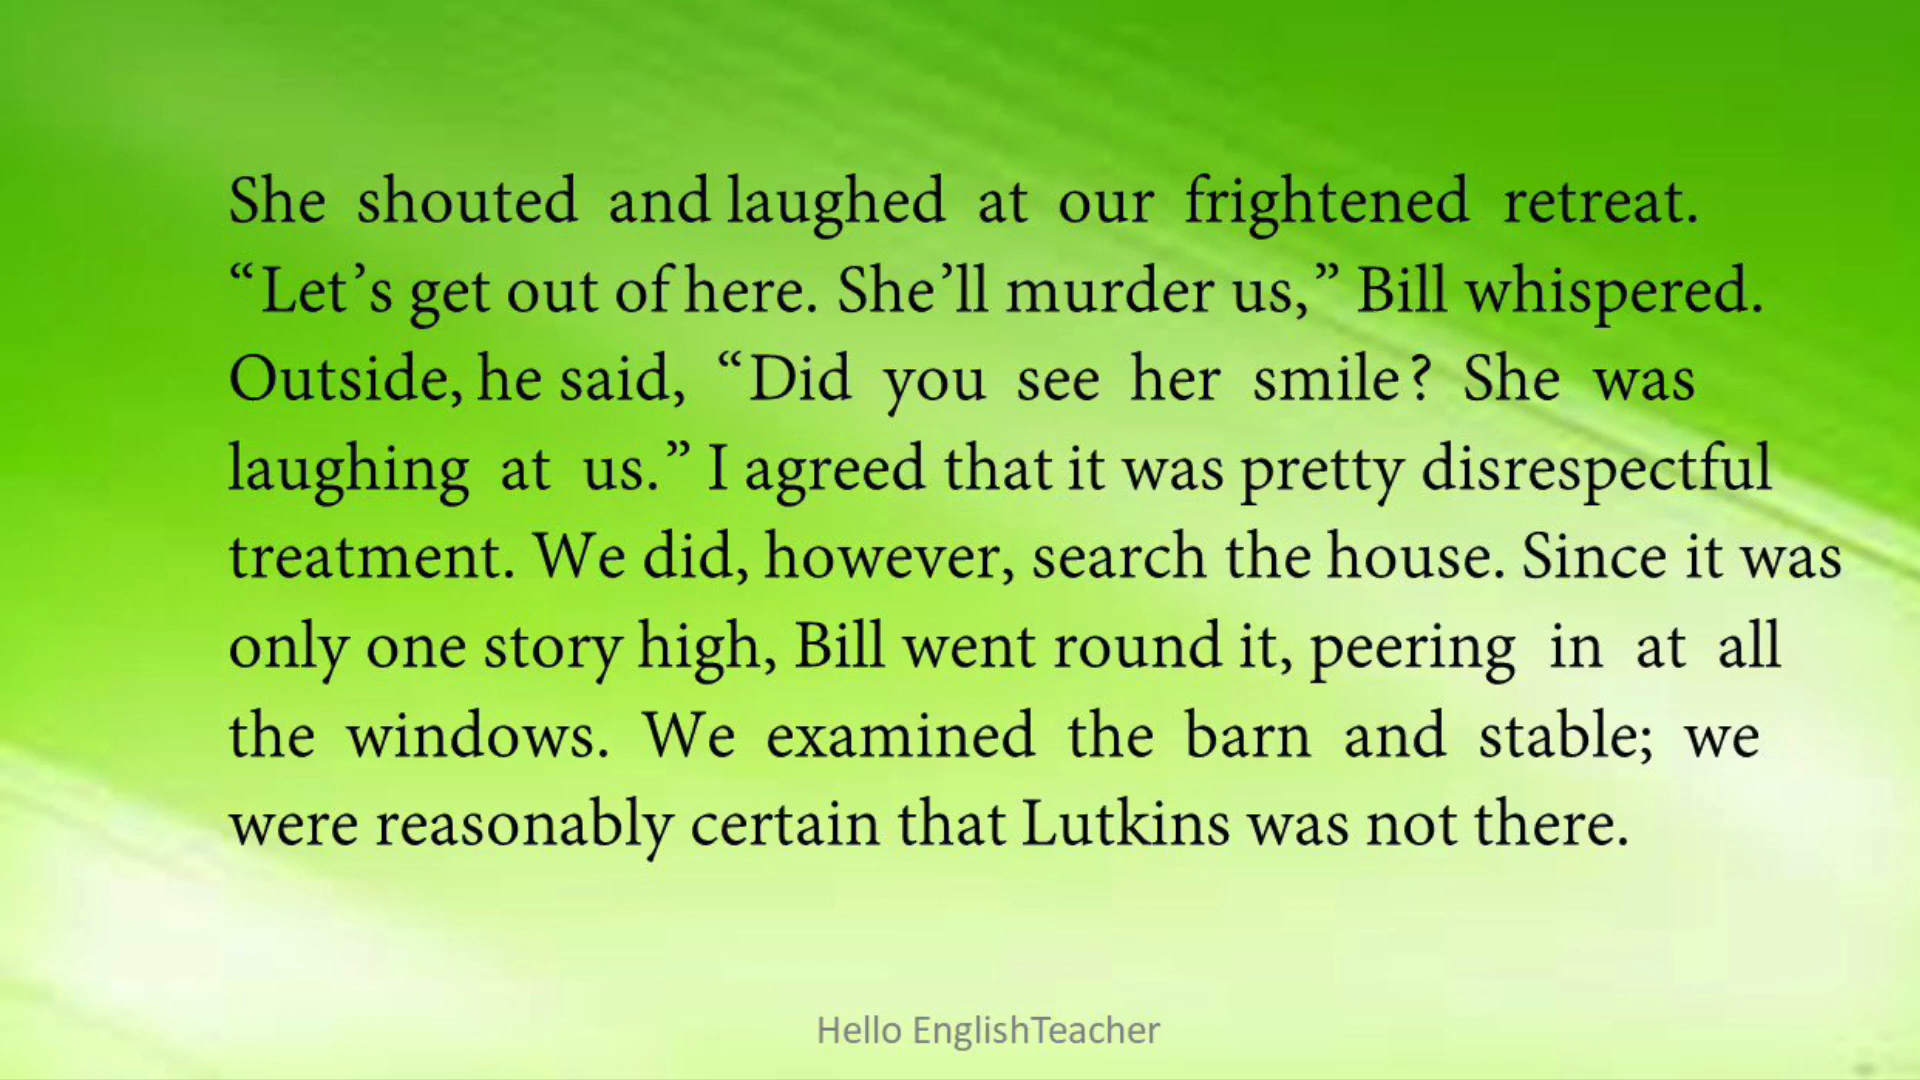 She shouted and laughed at our frightened retreat.
“Let’s get out of here. She’ll murder us,” Bill whispered.
Outside, he said, “Did you see her smile? She was
laughing at us.” I agreed that it was pretty disrespectful
treatment. We did, however, search the house. Since it was
only one story high, Bill went round it, peering in at all
the windows. We examined the barn and stable; we
were reasonably certain that Lutkins was not there.
Hello EnglishTeacher